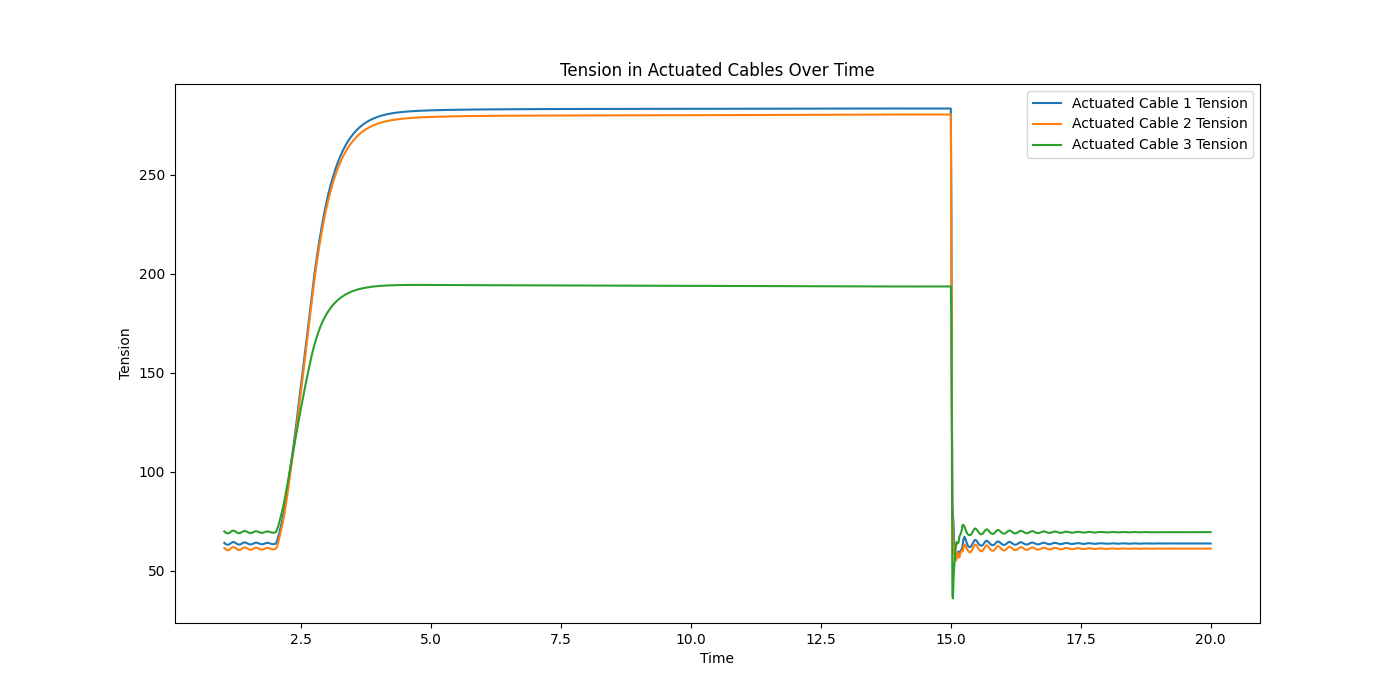 Tension in Actuated Cables Over Time
Actuated Cable 1 Tension
Actuated Cable 2 Tension
Actuated Cable 3 Tension
Tension
250
200
150
100
50
2.5 5.0 7.5 10.0 12.5 15.0 17.5 20.0
Time